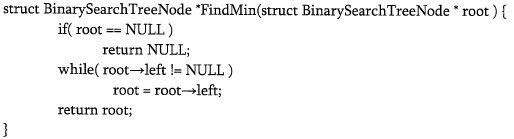 struct BinarySearchTreeNode *FindMin(struct BinarySearchTreeNode * root ) {
if( root == NULL )
return NULL;
while( root→left != NULL )
root = root→left;
return root;
}